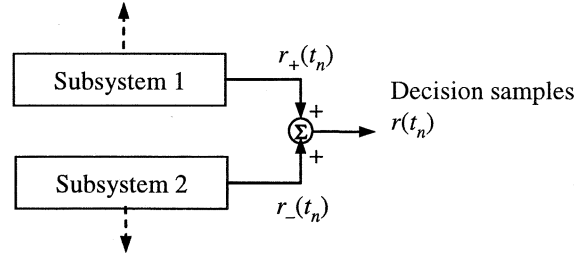 r₊(tₙ)
Subsystem 1
+
Decision samples
Σ
r(tₙ)
+
Subsystem 2
r₋(tₙ)